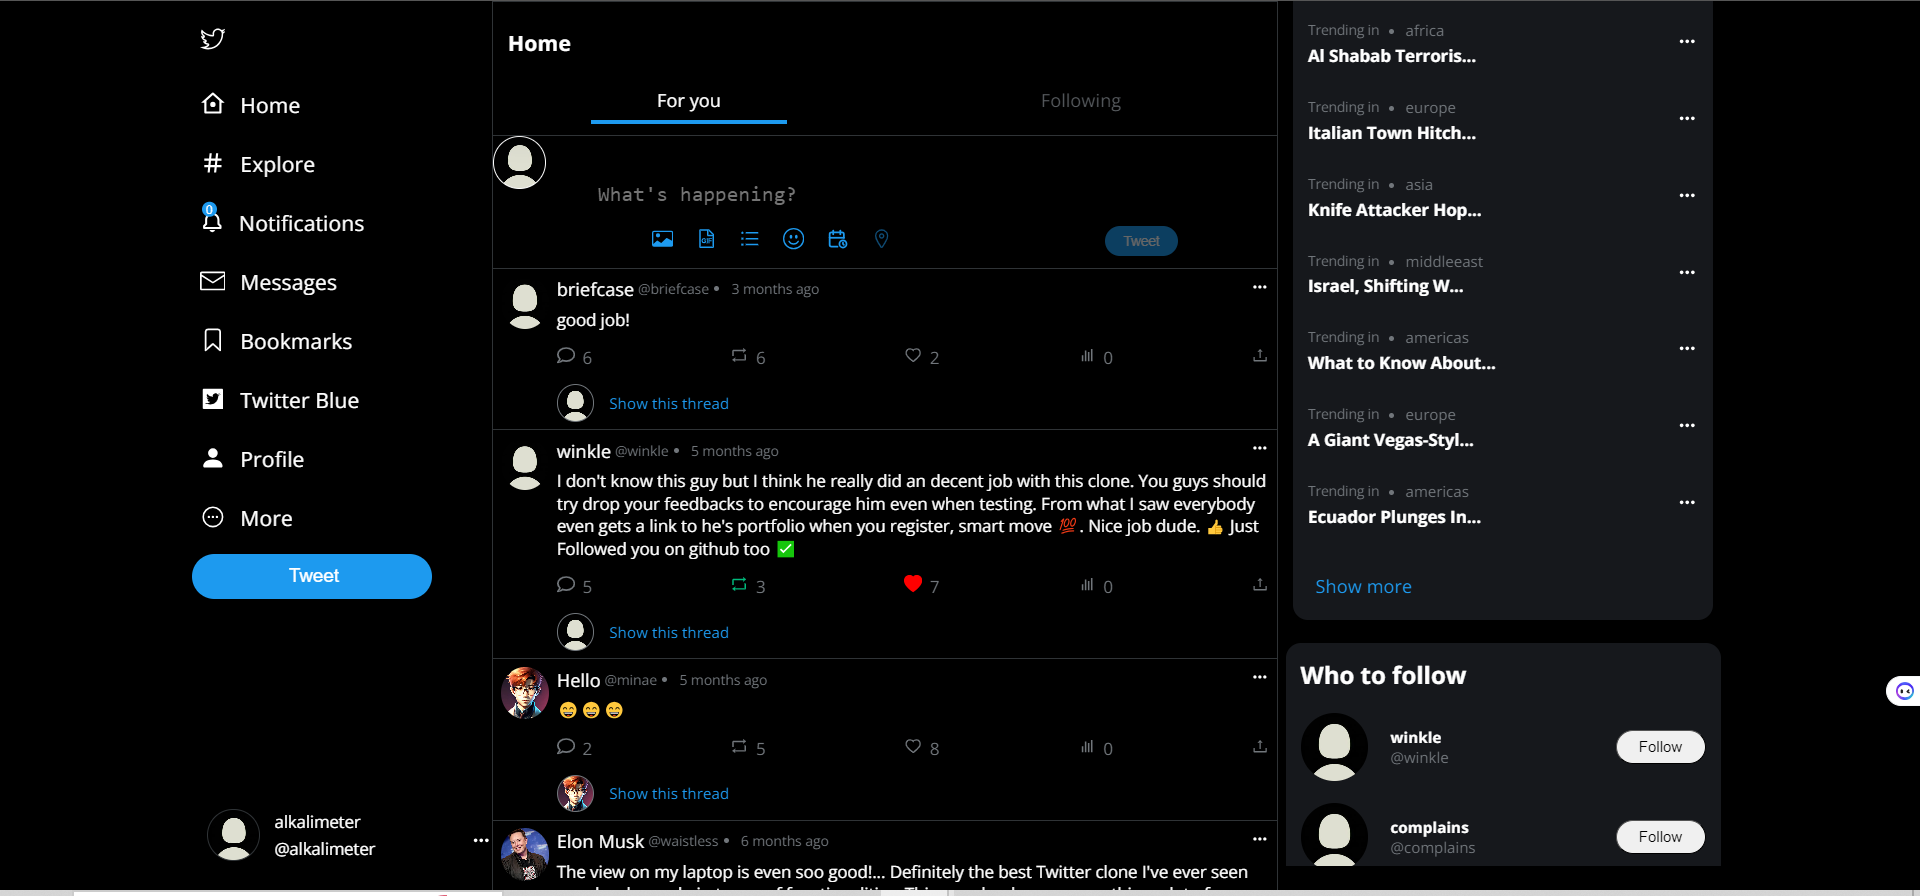 Home
Explore
0
Notifications
Messages
Bookmarks
Twitter Blue
Profile
More
Tweet
alkalimeter
@alkalimeter
Home
For you
Following
What's happening?
GIF
Tweet
briefcase @briefcase • 3 months ago
good job!
6 6 2 0
Show this thread
winkle @winkle • 5 months ago
I don't know this guy but I think he really did an decent job with this clone. You guys should
try drop your feedbacks to encourage him even when testing. From what I saw everybody
even gets a link to he's portfolio when you register, smart move 💯. Nice job dude. 👍 Just
Followed you on github too ✅
5 3 7 0
Show this thread
Hello @minae • 5 months ago
😄 😄 😄
2 5 8 0
Show this thread
Elon Musk @waistless • 6 months ago
The view on my laptop is even soo good!... Definitely the best Twitter clone I've ever seen
Trending in • africa
Al Shabab Terroris...
Trending in • europe
Italian Town Hitch...
Trending in • asia
Knife Attacker Hop...
Trending in • middleeast
Israel, Shifting W...
Trending in • americas
What to Know About...
Trending in • europe
A Giant Vegas-Styl...
Trending in • americas
Ecuador Plunges In...
Show more
Who to follow
winkle
@winkle
Follow
complains
@complains
Follow